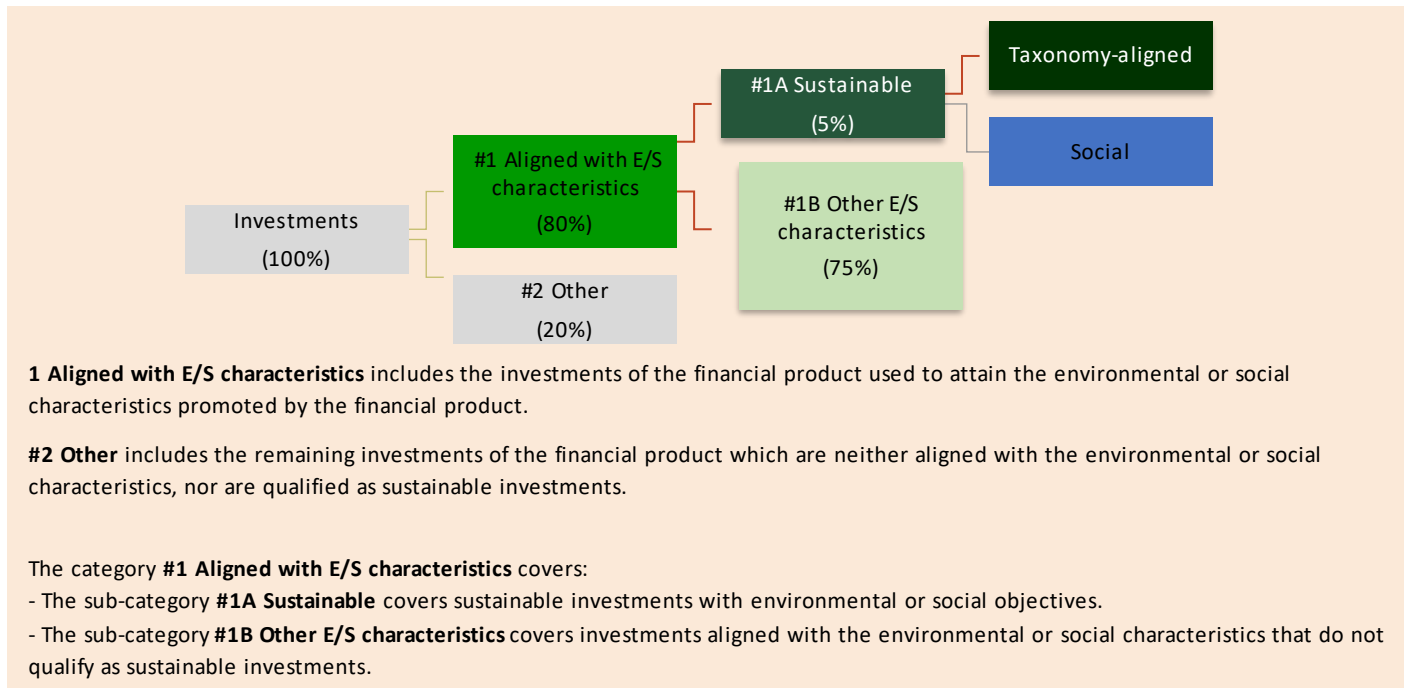 Taxonomy-aligned
#1A Sustainable
(5%)
Social
#1 Aligned with E/S
characteristics
(80%)
#1B Other E/S
characteristics
(75%)
Investments
(100%)
#2 Other
(20%)
1 Aligned with E/S characteristics includes the investments of the financial product used to attain the environmental or social
characteristics promoted by the financial product.
#2 Other includes the remaining investments of the financial product which are neither aligned with the environmental or social
characteristics, nor are qualified as sustainable investments.
The category #1 Aligned with E/S characteristics covers:
- The sub-category #1A Sustainable covers sustainable investments with environmental or social objectives.
- The sub-category #1B Other E/S characteristics covers investments aligned with the environmental or social characteristics that do not
qualify as sustainable investments.